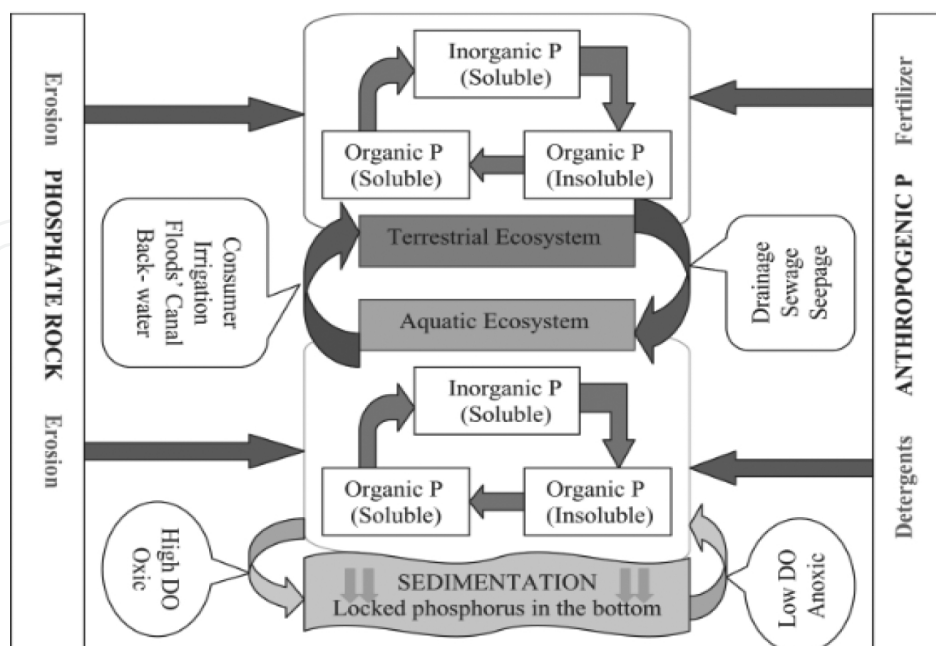 Erosion
PHOSPHATE ROCK
Erosion
Inorganic P
(Soluble)
Organic P
(Soluble)
Organic P
(Insoluble)
Terrestrial Ecosystem
Consumer
Irrigation
Floods' Canal
Back- water
Drainage
Sewage
Seepage
Aquatic Ecosystem
Inorganic P
(Soluble)
Organic P
(Soluble)
Organic P
(Insoluble)
High DO
Oxic
SEDIMENTATION
Locked phosphorus in the bottom
Low DO
Anoxic
Fertilizer
ANTHROPOGENIC P
Detergents